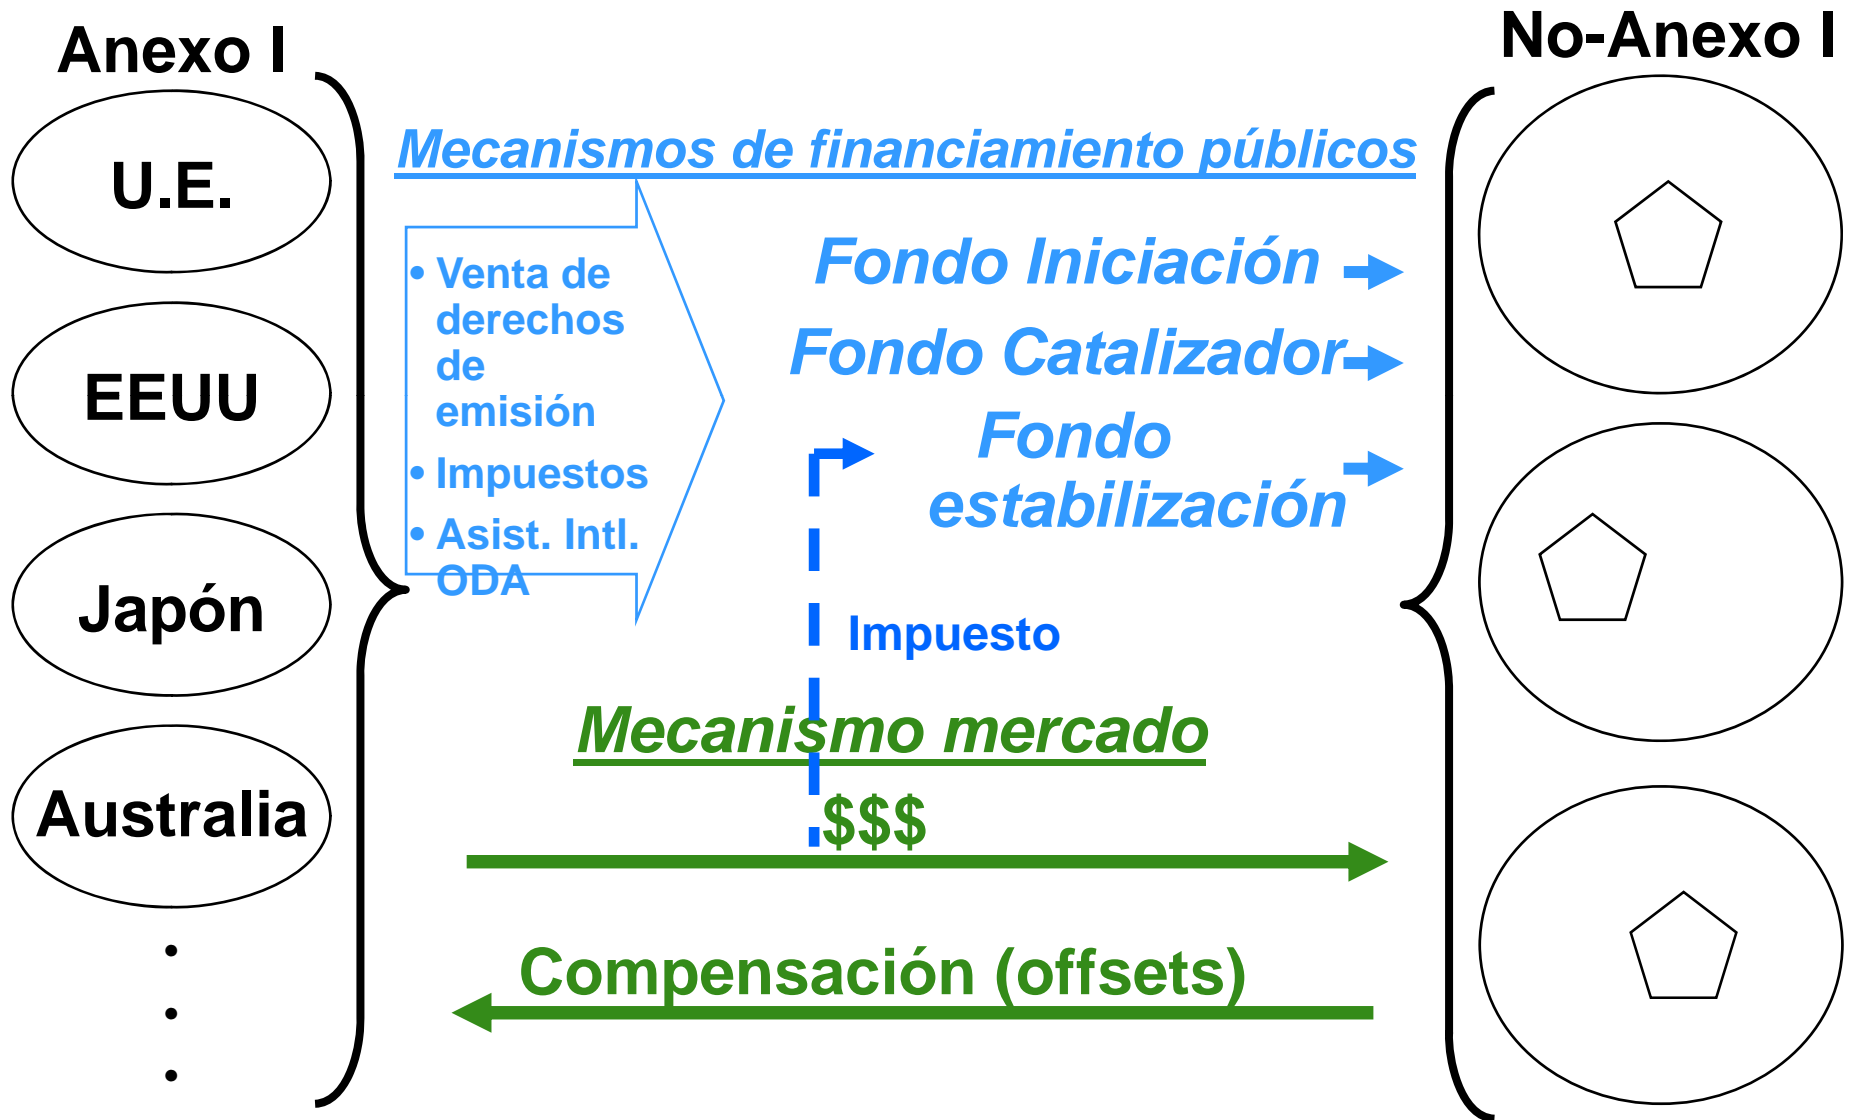 Anexo I
No-Anexo I
U.E.
EEUU
Japón
Australia
.
.
.
Mecanismos de financiamiento públicos
• Venta de
derechos
de
emisión
• Impuestos
• Asist. Intl.
ODA
Fondo Iniciación
Fondo Catalizador
Fondo
estabilización
Impuesto
Mecanismo mercado
$$$
Compensación (offsets)